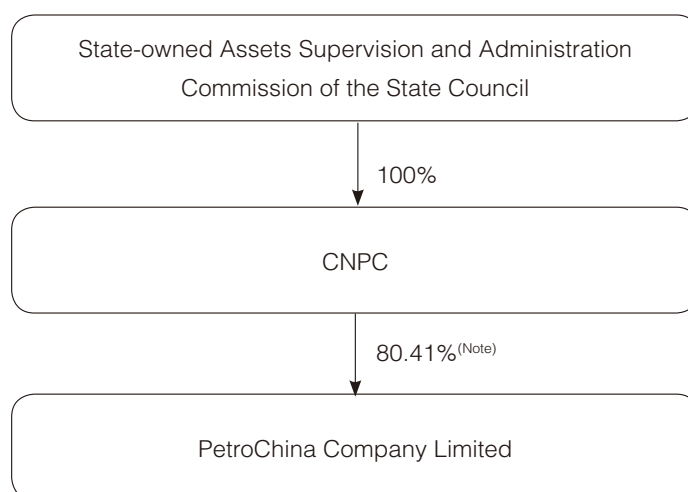 State-owned Assets Supervision and Administration
Commission of the State Council
100%
CNPC
80.41%(Note)
PetroChina Company Limited